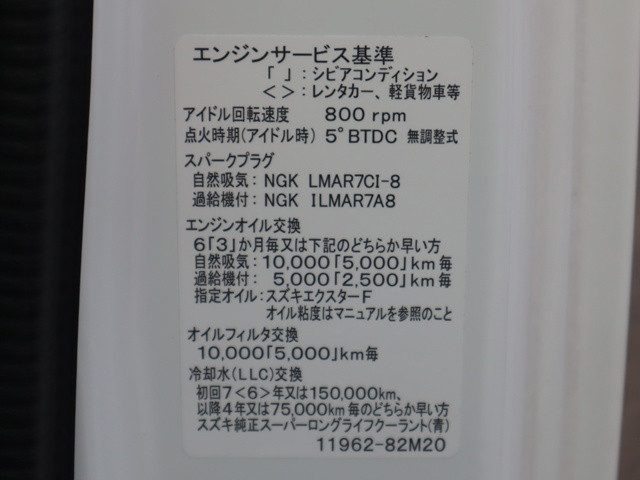 エンジンサービス基準
「 」：シビアコンディション
＜＞：レンタカー、軽貨物車等
アイドル回転速度 800 rpm
点火時期(アイドル時) 5°BTDC 無調整式
スパークプラグ
自然吸気：NGK LMAR7CI-8
過給機付：NGK ILMAR7A8
エンジンオイル交換
6「3」か月毎又は下記のどちらか早い方
自然吸気：10,000「5,000」km毎
過給機付： 5,000「2,500」km毎
指定オイル：スズキエクスターF
オイル粘度はマニュアルを参照のこと
オイルフィルタ交換
10,000「5,000」km毎
冷却水(LLC)交換
初回7＜6＞年又は150,000km、
以降4年又は75,000km毎のどちらか早い方
スズキ純正スーパーロングライフクーラント(青)
11962-82M20